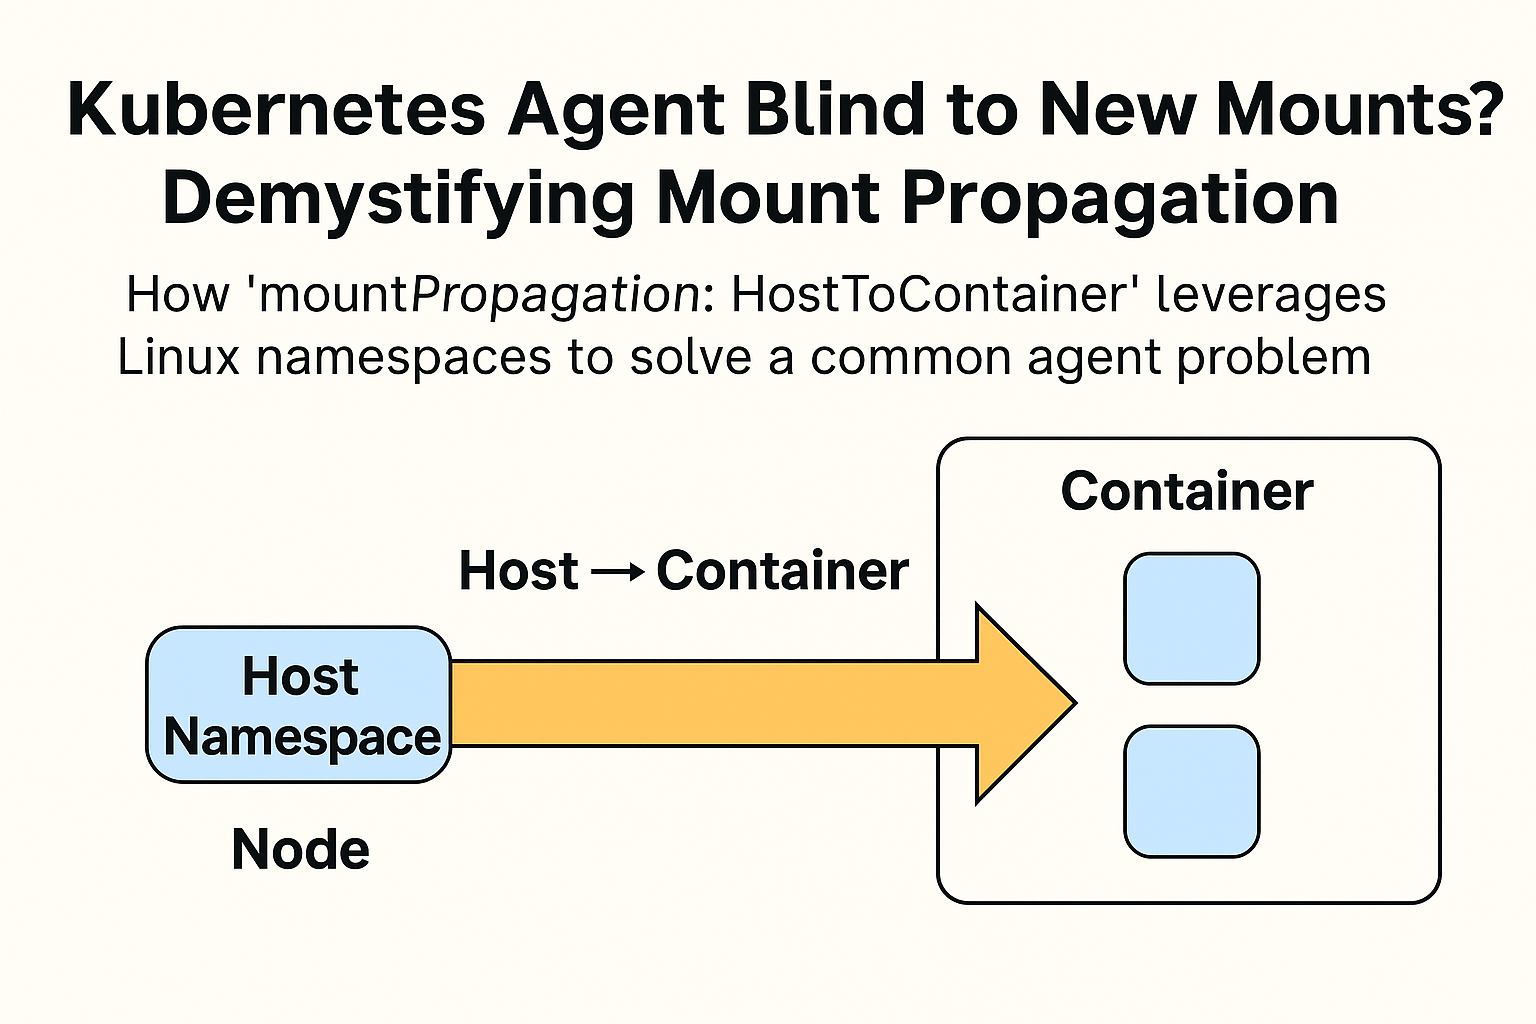 Kubernetes Agent Blind to New Mounts?
Demystifying Mount Propagation
How 'mountPropagation: HostToContainer' leverages
Linux namespaces to solve a common agent problem
Container
Host → Container
Host
Namespace
Node